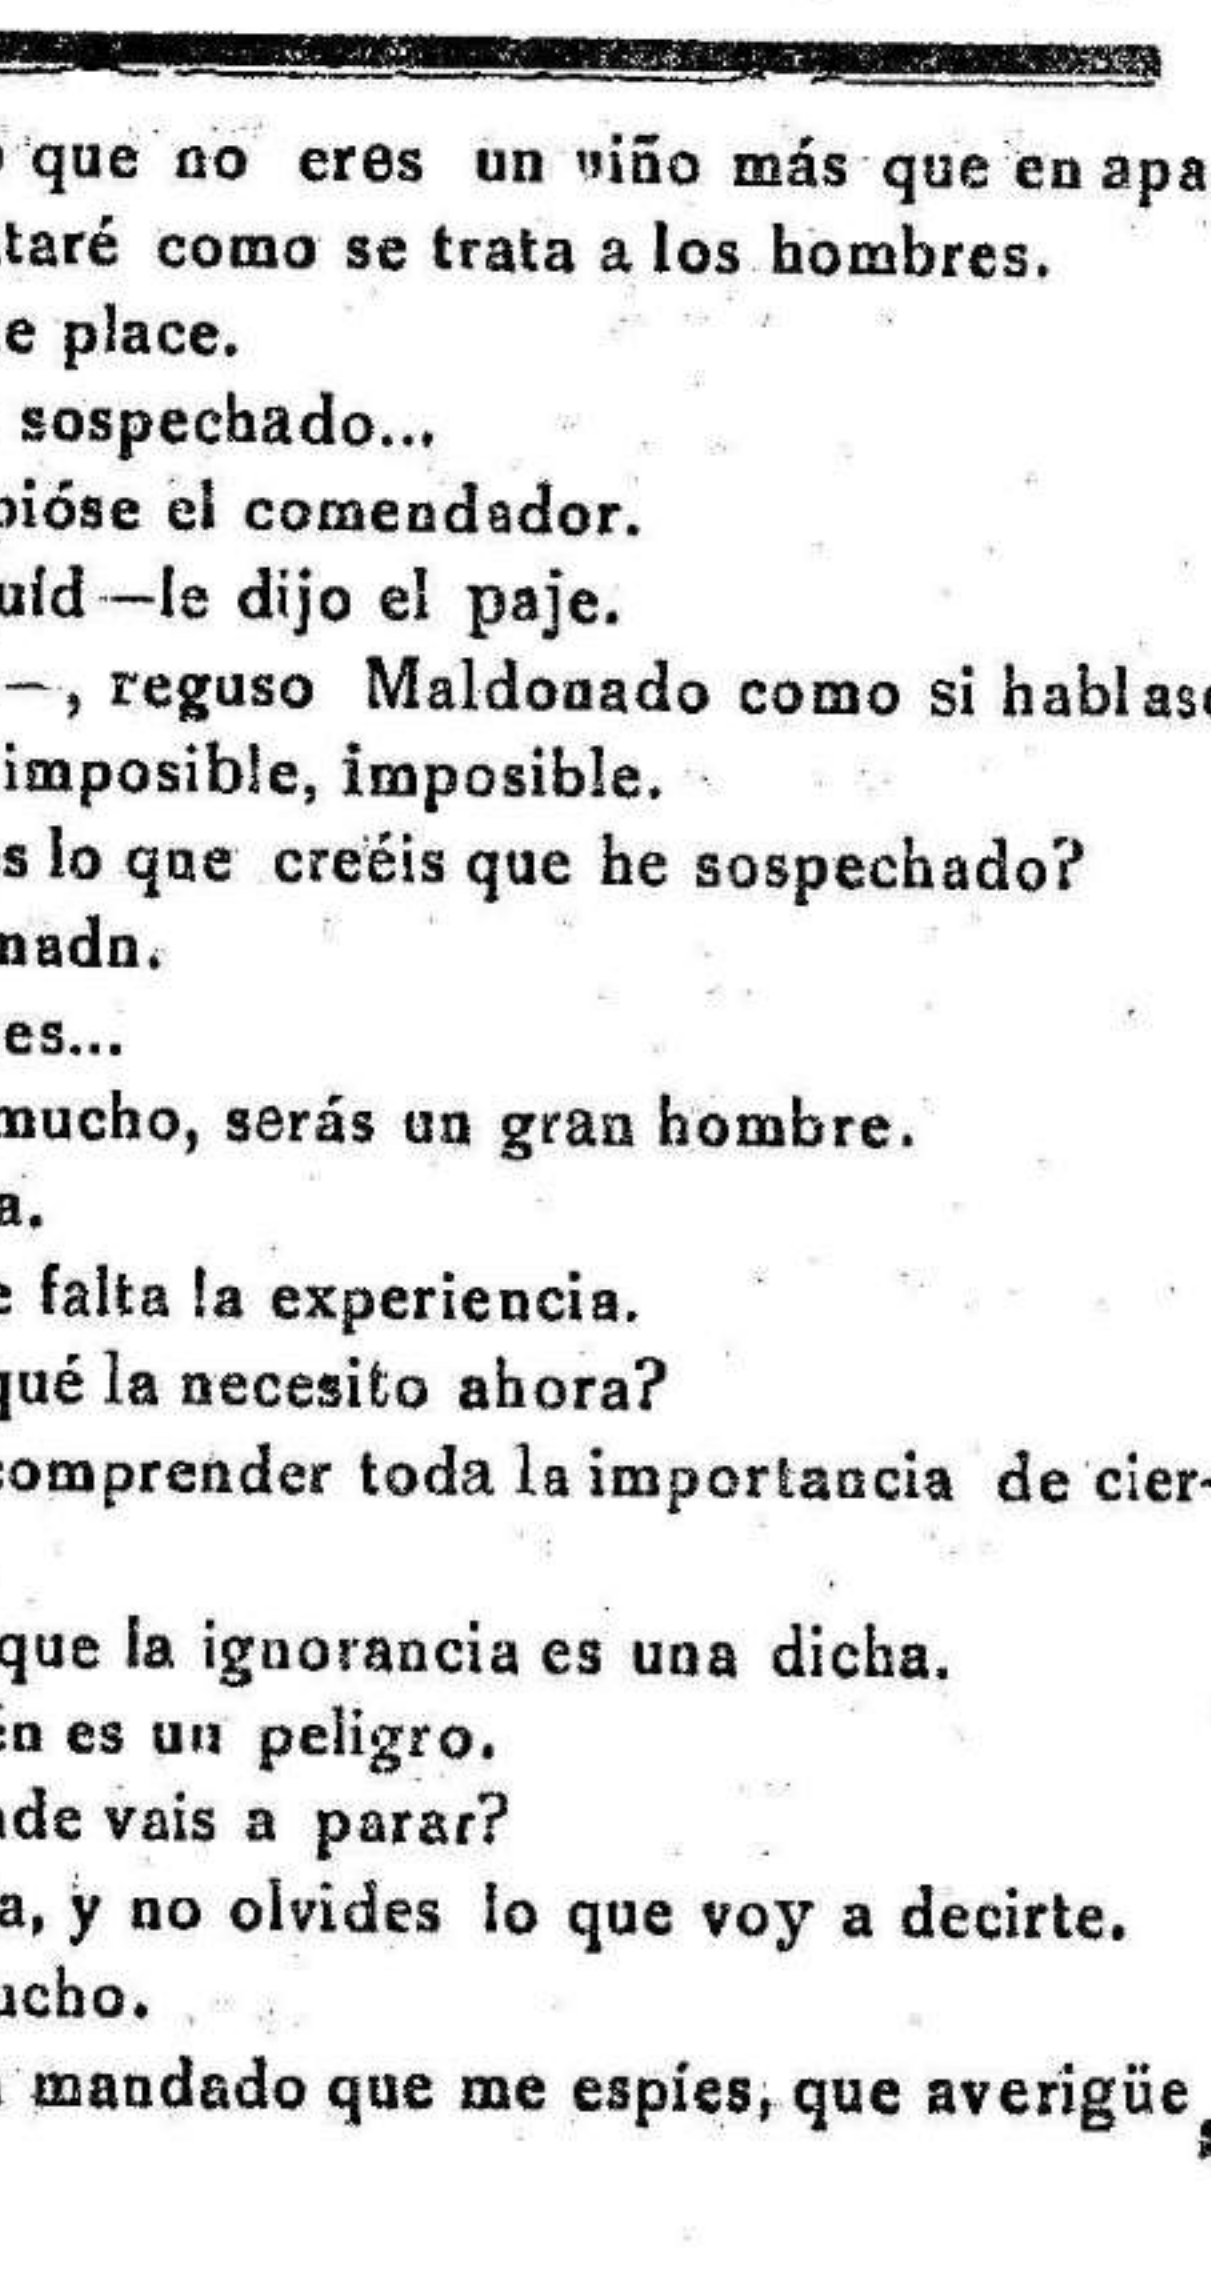 que no eres un niño más que en apa
taré como se trata a los hombres.
e place.
sospechado...
bióse el comendador.
uíd—le dijo el paje.
—, reguso Maldonado como si hablase
imposible, imposible.
s lo que creéis que he sospechado?
nadn.
es...
mucho, serás un gran hombre.
a.
e falta la experiencia.
qué la necesito ahora?
comprender toda la importancia de cier-
que la ignorancia es una dicha.
én es un peligro.
nde vais a parar?
a, y no olvides lo que voy a decirte.
ucho.
mandado que me espíes, que averigüe